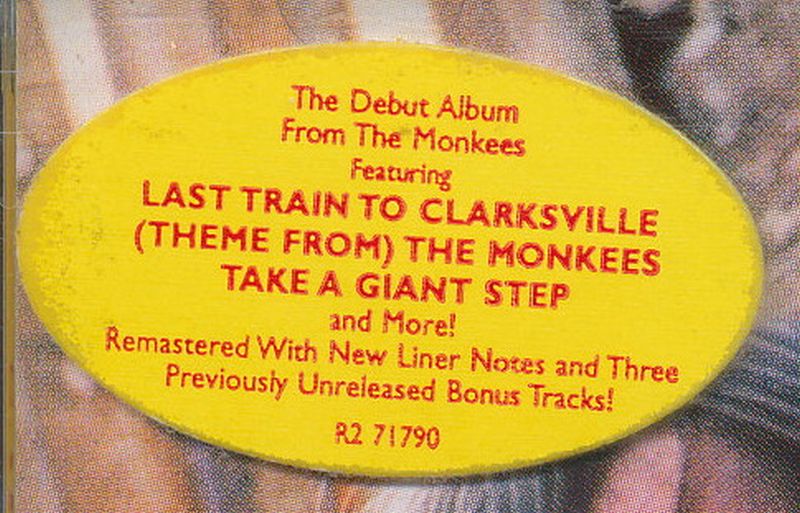 The Debut Album
From The Monkees
Featuring
LAST TRAIN TO CLARKSVILLE
(THEME FROM) THE MONKEES
TAKE A GIANT STEP
and More!
Remastered With New Liner Notes and Three
Previously Unreleased Bonus Tracks!
R2 71790